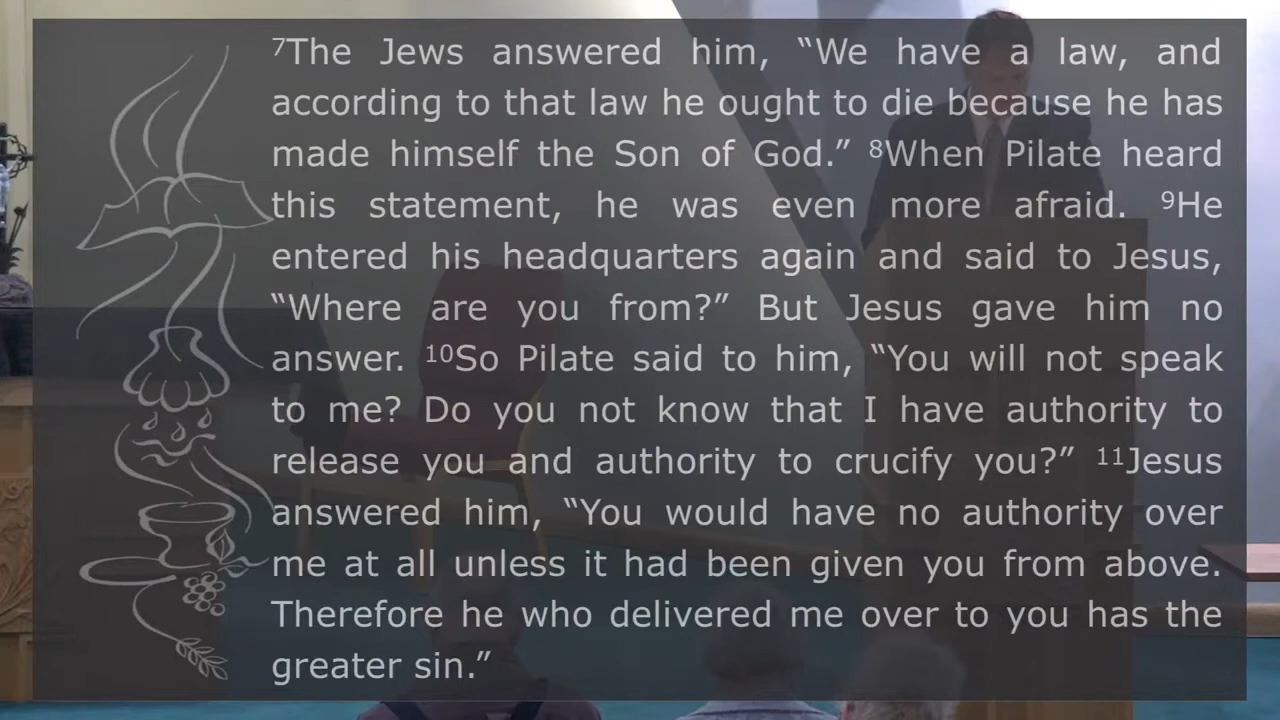 ⁷The Jews answered him, “We have a law, and
according to that law he ought to die because he has
made himself the Son of God.” ⁸When Pilate heard
this statement, he was even more afraid. ⁹He
entered his headquarters again and said to Jesus,
“Where are you from?” But Jesus gave him no
answer. ¹⁰So Pilate said to him, “You will not speak
to me? Do you not know that I have authority to
release you and authority to crucify you?” ¹¹Jesus
answered him, “You would have no authority over
me at all unless it had been given you from above.
Therefore he who delivered me over to you has the
greater sin.”